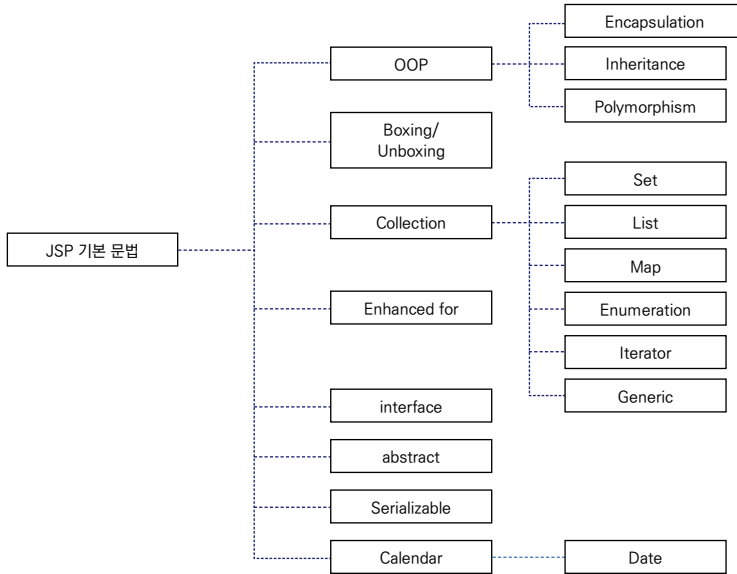 Encapsulation
OOP
Inheritance
Polymorphism
Boxing/
Unboxing
Set
Collection
List
JSP 기본 문법
Map
Enhanced for
Enumeration
Iterator
Generic
interface
abstract
Serializable
Calendar
Date